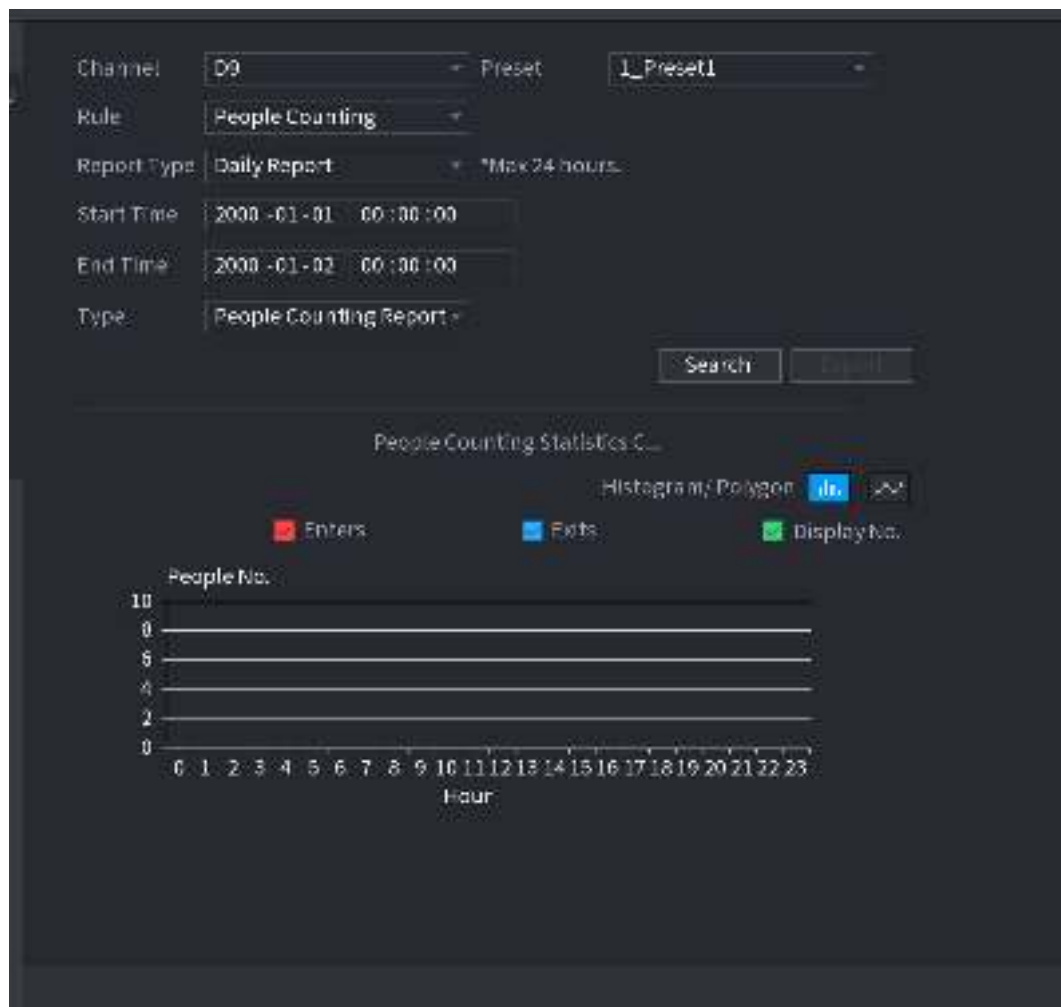 Channel D9 Preset 1_Preset1
Rule People Counting
Report Type Daily Report *Max 24 hours.
Start Time 2000 -01-01 00:00:00
End Time 2000 -01-02 00:00:00
Type People Counting Report
Search Export
People Counting Statistics C...
Histogram/ Polygon
Enters Exits Display No.
People No.
10
8
6
4
2
0
0 1 2 3 4 5 6 7 8 9 10 11 12 13 14 15 16 17 18 19 20 21 22 23
Hour